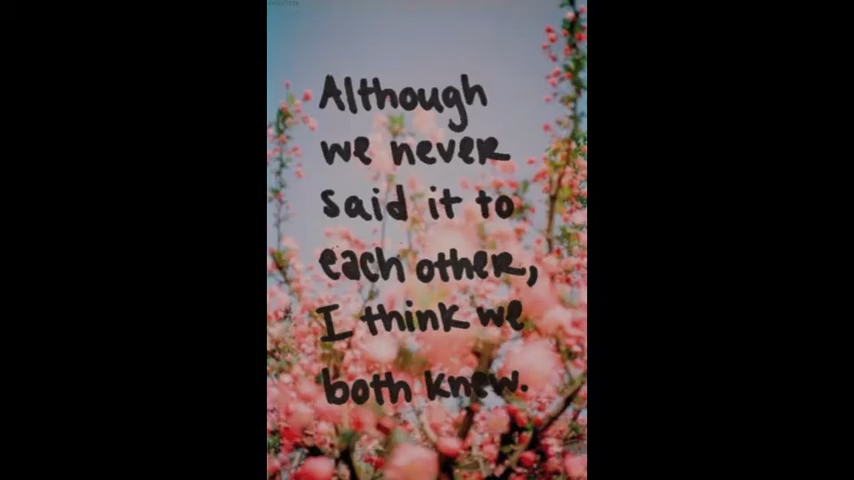 Although
we never
said it to
each other,
I think we
both knew.